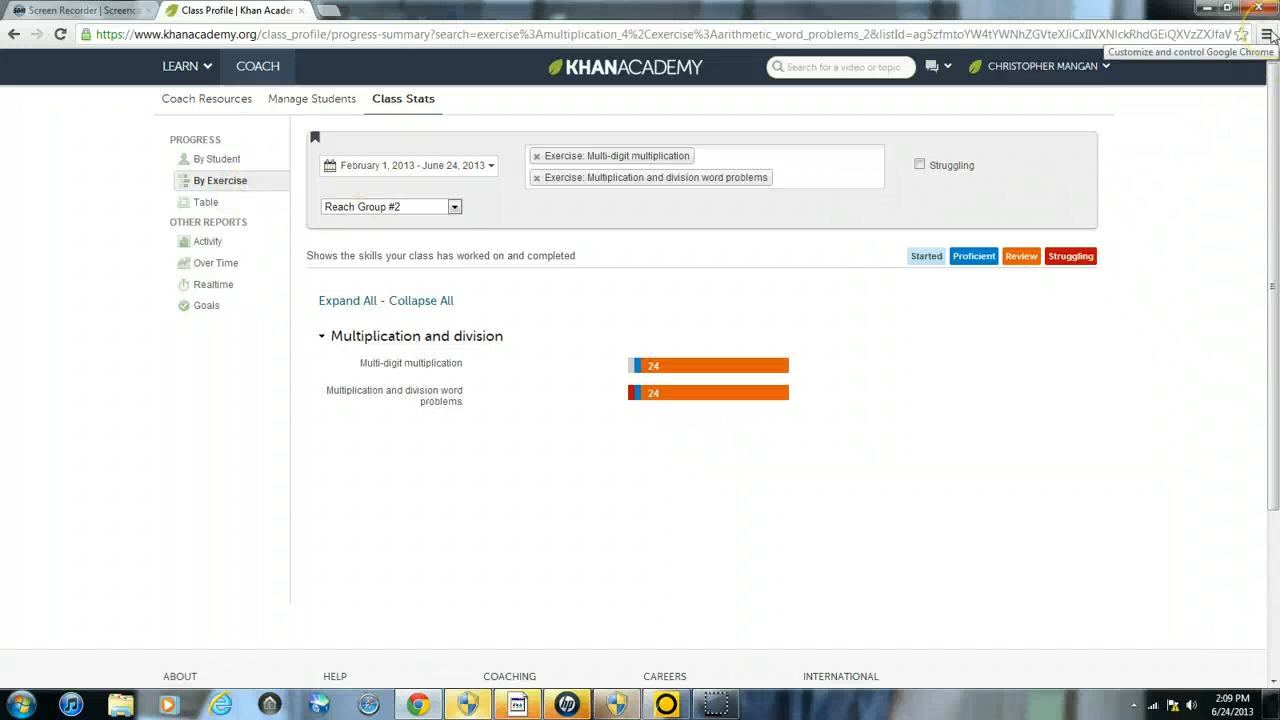 Screen Recorder | Screenca
Class Profile | Khan Acader
https://www.khanacademy.org/class_profile/progress-summary?search=exercise%3Amultiplication_4%2Cexercise%3Aarithmetic_word_problems_2&listId=
Customize and control Google Chrome
LEARN COACH KHANACADEMY Search for a video or topic CHRISTOPHER MANGAN
Coach Resources Manage Students Class Stats
PROGRESS
By Student
By Exercise
Table
OTHER REPORTS
Activity
Over Time
Realtime
Goals
February 1, 2013 - June 24, 2013
Exercise: Multi-digit multiplication
Exercise: Multiplication and division word problems
Struggling
Reach Group #2
Shows the skills your class has worked on and completed
Started Proficient Review Struggling
Expand All - Collapse All
Multiplication and division
Multi-digit multiplication 24
Multiplication and division word
problems
24
ABOUT HELP COACHING CAREERS INTERNATIONAL
2:09 PM
6/24/2013